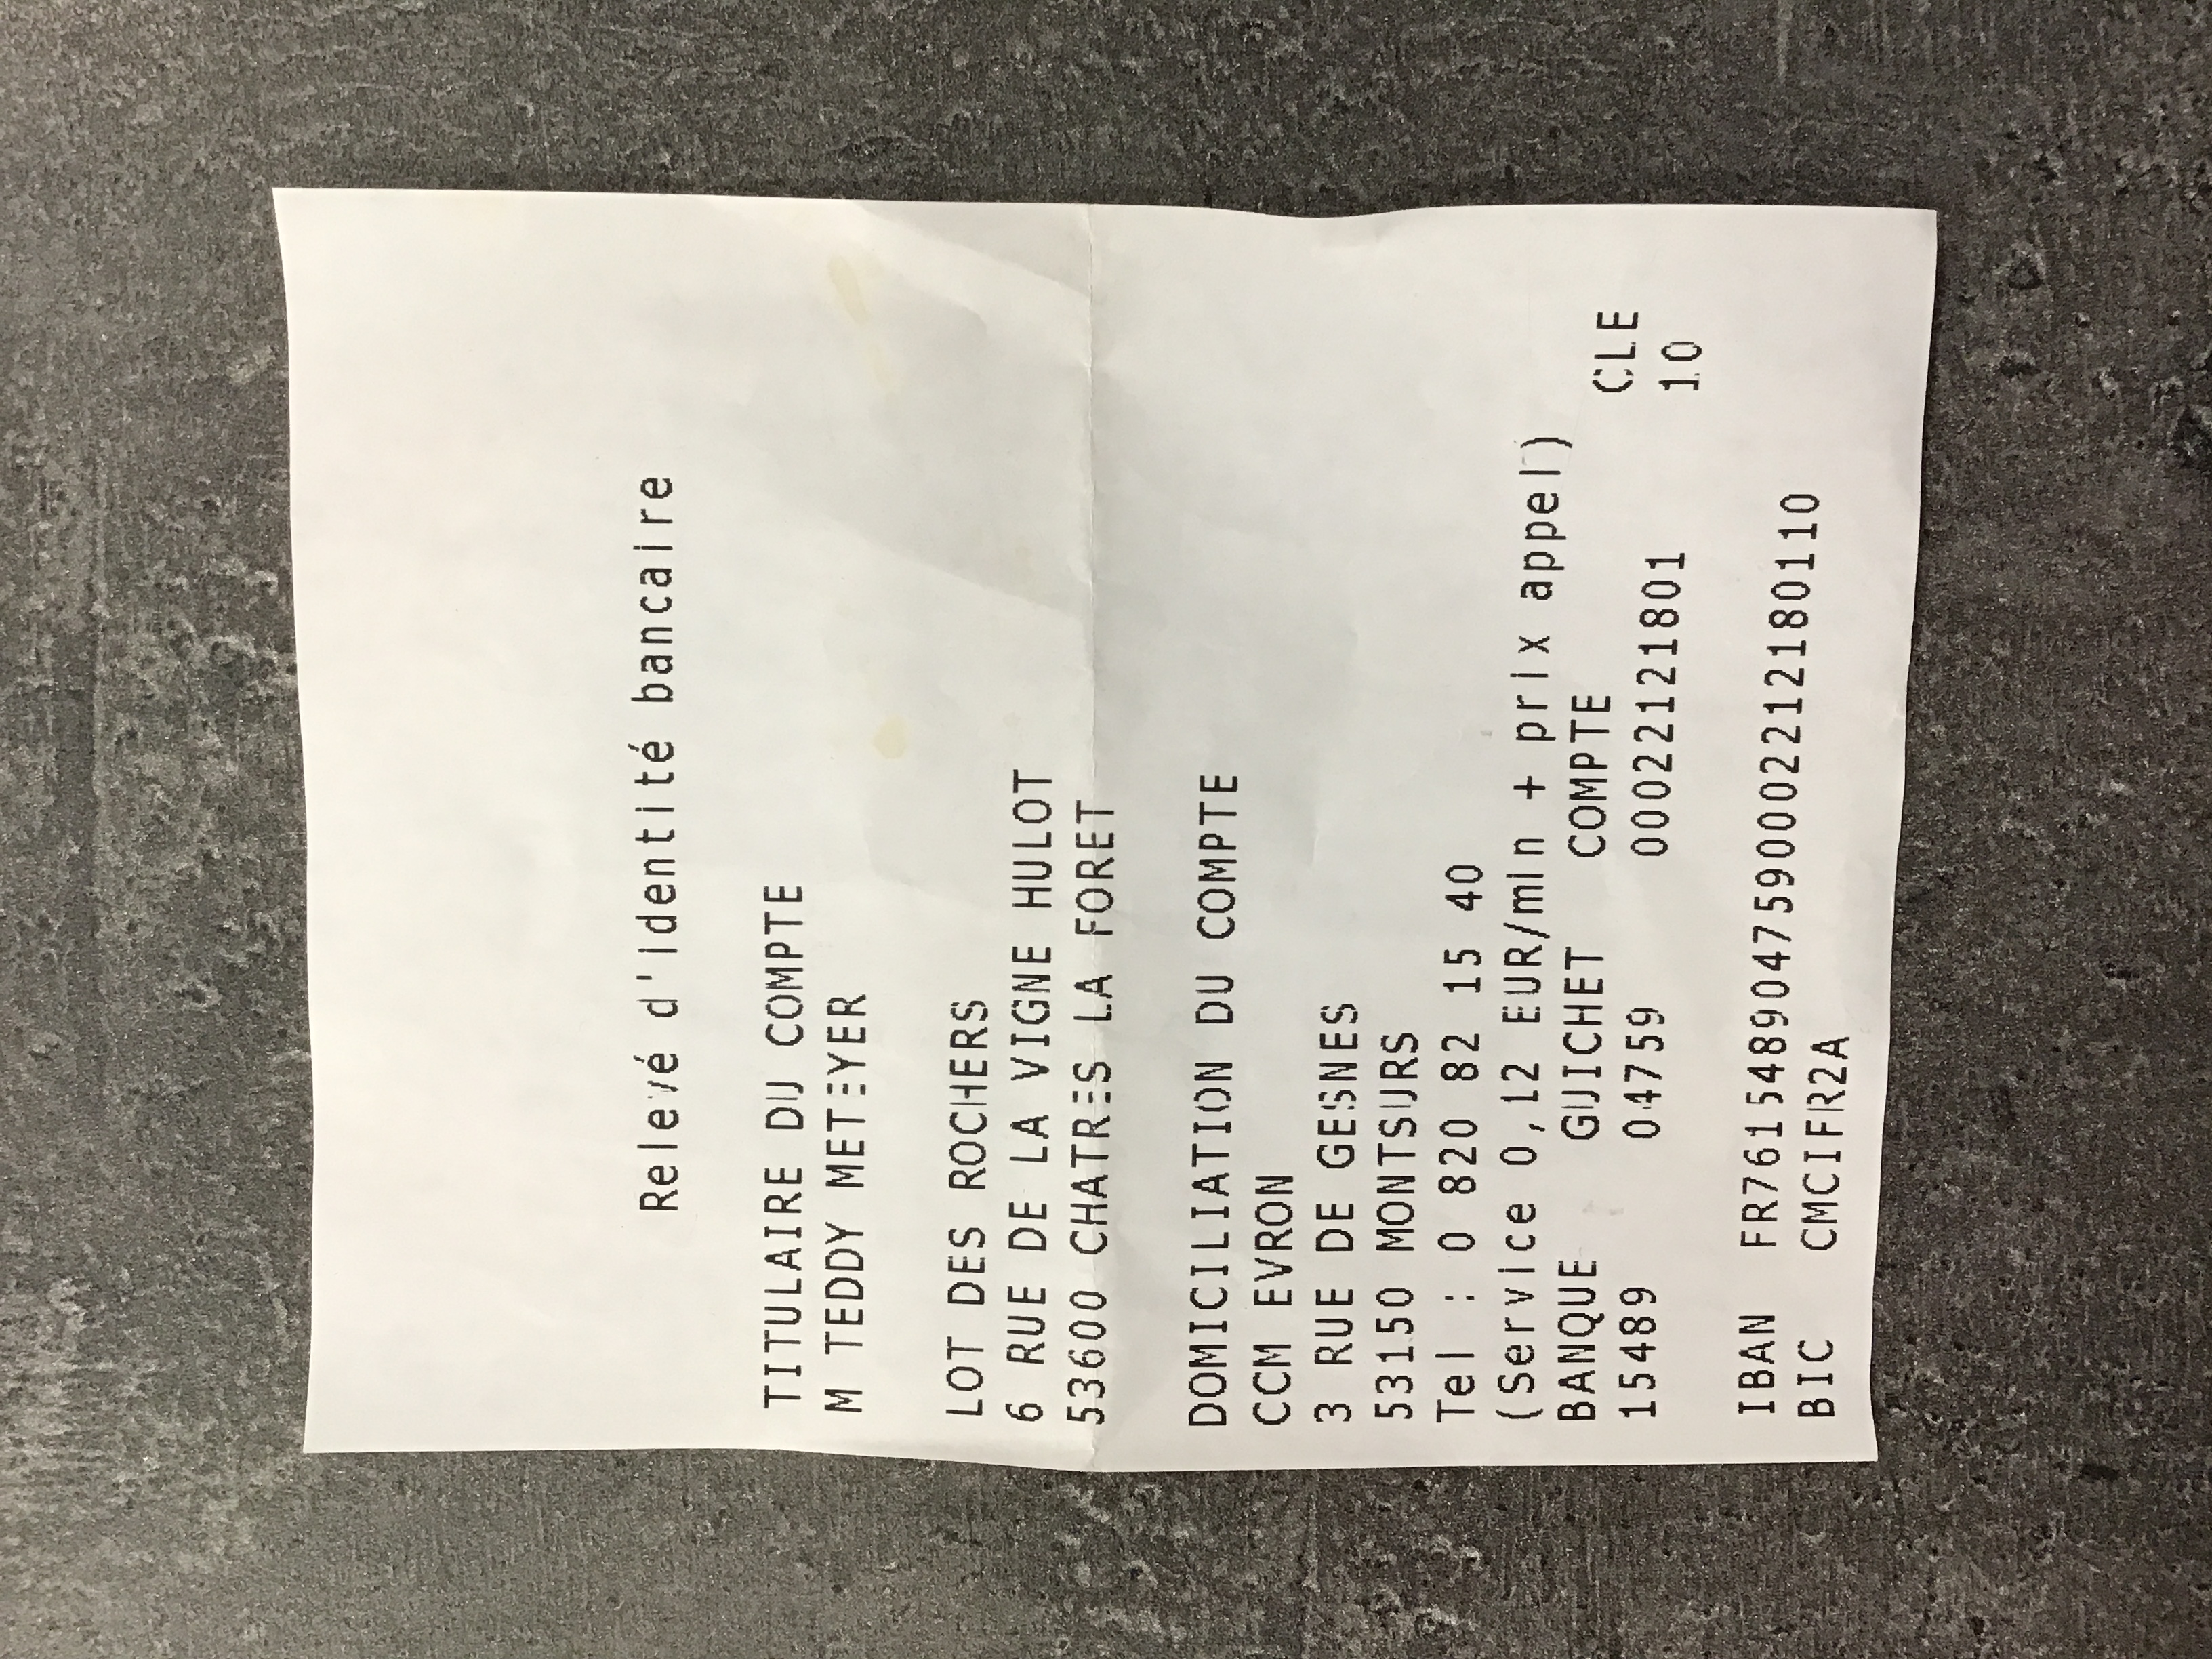 Relevé d'identité bancaire
TITULAIRE DU COMPTE
M TEDDY METEYER
LOT DES ROCHERS
6 RUE DE LA VIGNE HULOT
53600 CHATRES LA FORET
DOMICILIATION DU COMPTE
CCM EVRON
3 RUE DE GESNES
53150 MONTSURS
Tel : 0 820 82 15 40
(Service 0,12 EUR/min + prix appel)
BANQUE GUICHET COMPTE CLE
15489 04759 00022121801 10
IBAN FR7615489047590002212180110
BIC CMCIFR2A